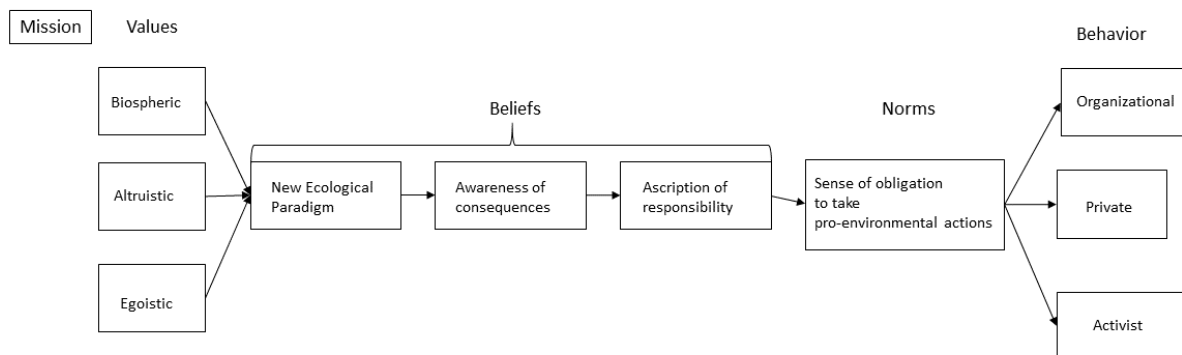 Mission
Values
Behavior
Biospheric
Organizational
Beliefs
Norms
Altruistic
New Ecological
Paradigm
Awareness of
consequences
Ascription of
responsibility
Sense of obligation
to take
pro-environmental actions
Private
Egoistic
Activist